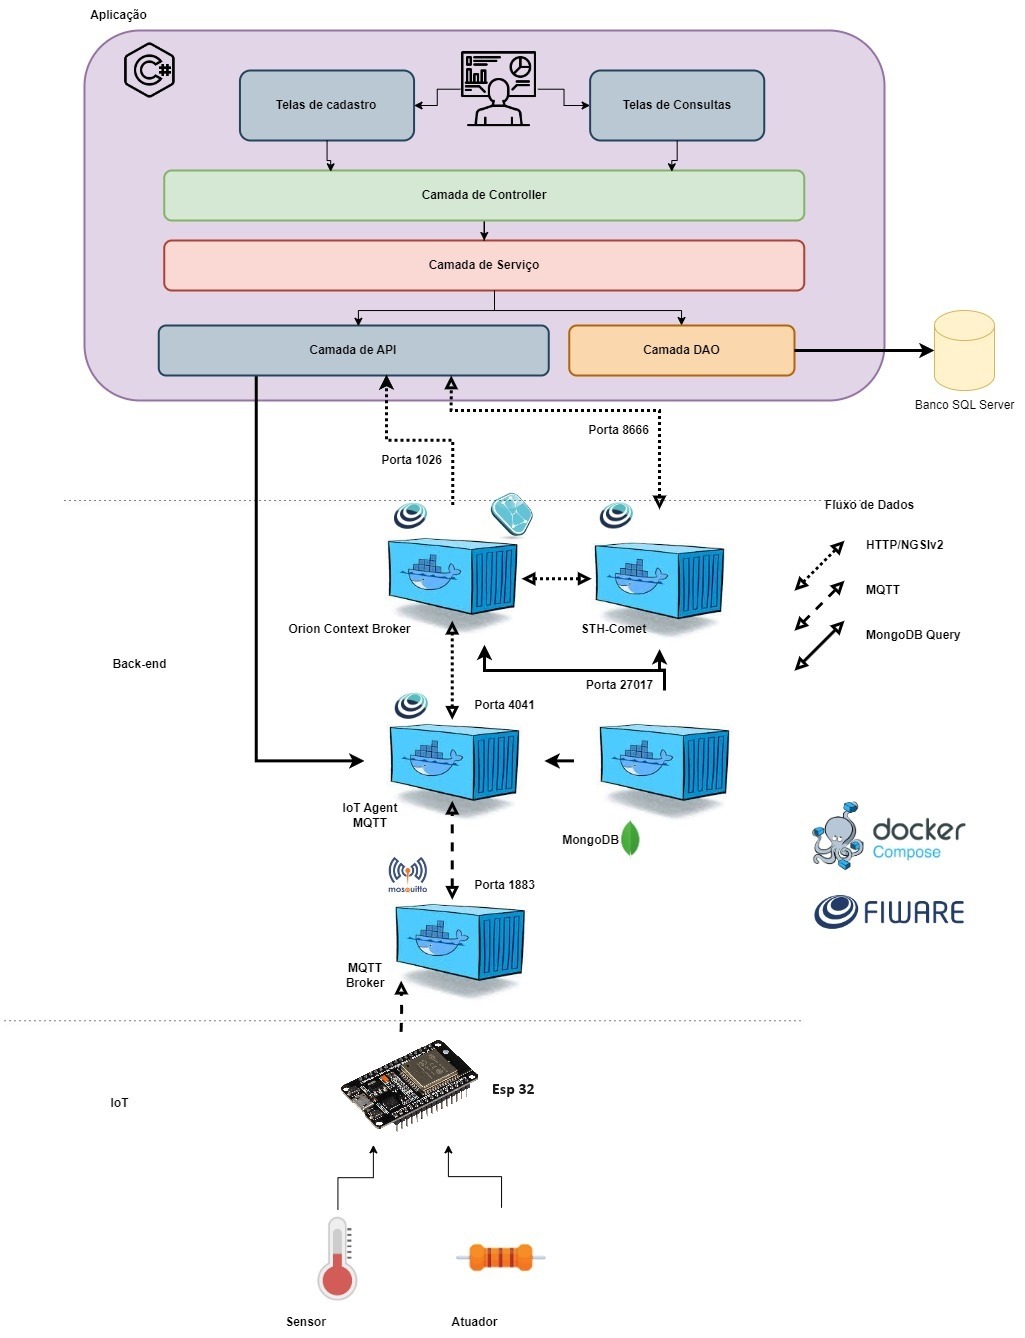 Aplicação
C#
Telas de cadastro
Telas de Consultas
Camada de Controller
Camada de Serviço
Camada de API
Camada DAO
Banco SQL Server
Porta 8666
Porta 1026
Fluxo de Dados
HTTP/NGSIv2
MQTT
MongoDB Query
Orion Context Broker
STH-Comet
Back-end
Porta 27017
Porta 4041
IoT Agent
MQTT
MongoDB
docker
Compose
mosquitto
Porta 1883
FIWARE
MQTT
Broker
Esp 32
IoT
Sensor
Atuador